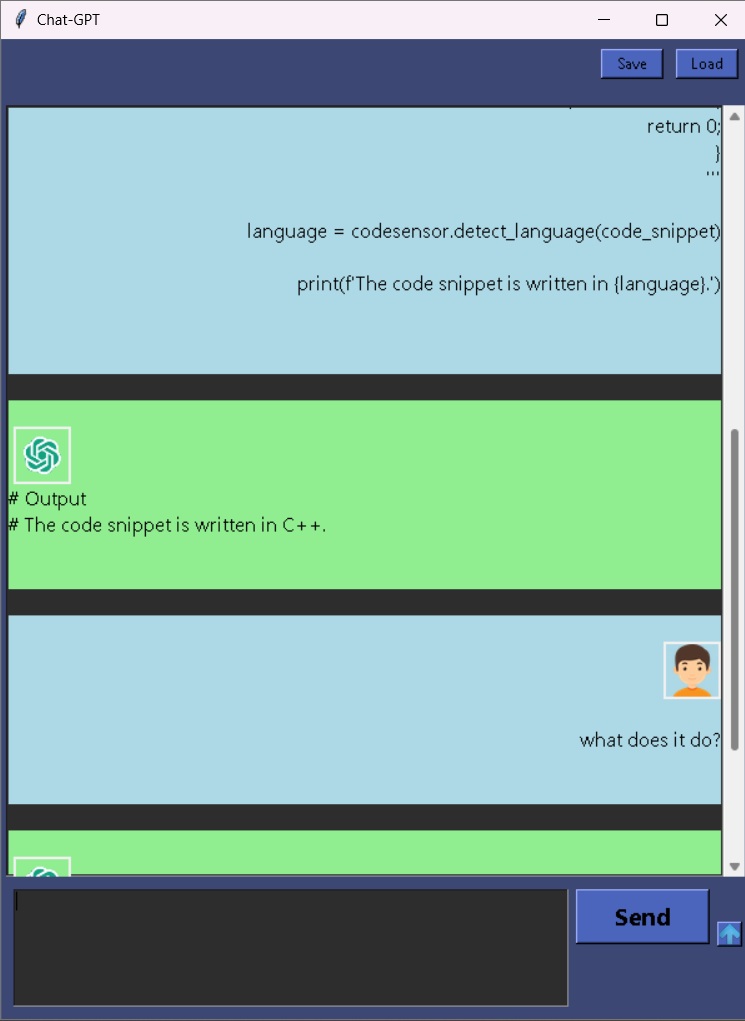 Chat-GPT
Save
Load
return 0;
}
'''
language = codesensor.detect_language(code_snippet)
print(f'The code snippet is written in {language}.')
# Output
# The code snippet is written in C++.
what does it do?
Send